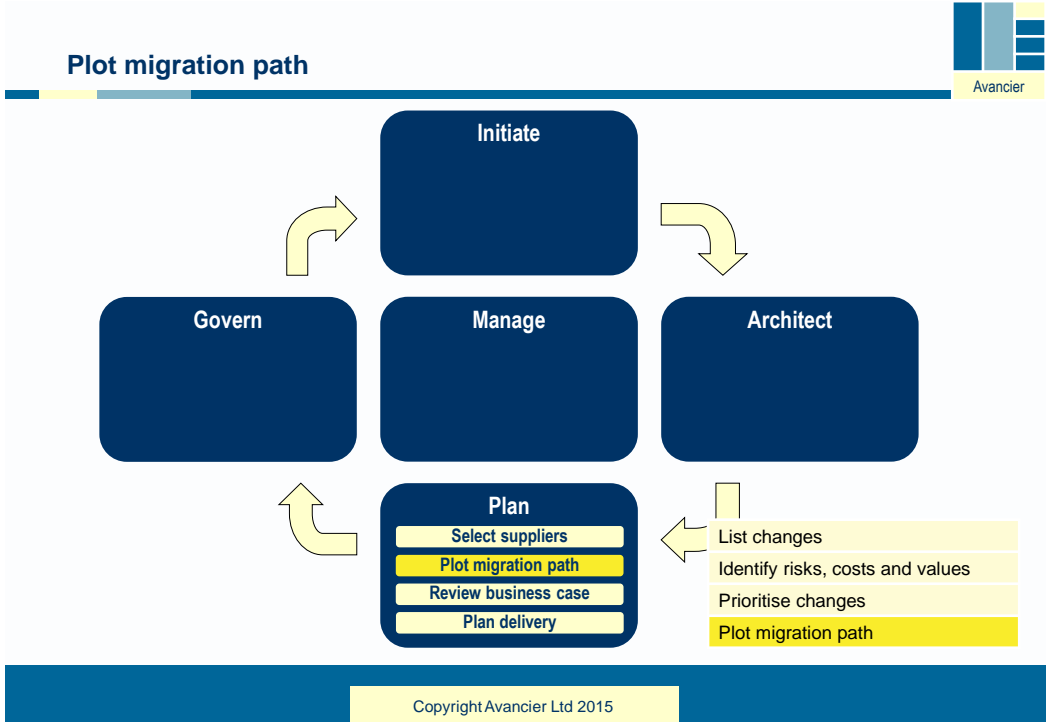 Plot migration path
Avancier
Initiate
Govern
Manage
Architect
Plan
Select suppliers
Plot migration path
Review business case
Plan delivery
List changes
Identify risks, costs and values
Prioritise changes
Plot migration path
Copyright Avancier Ltd 2015